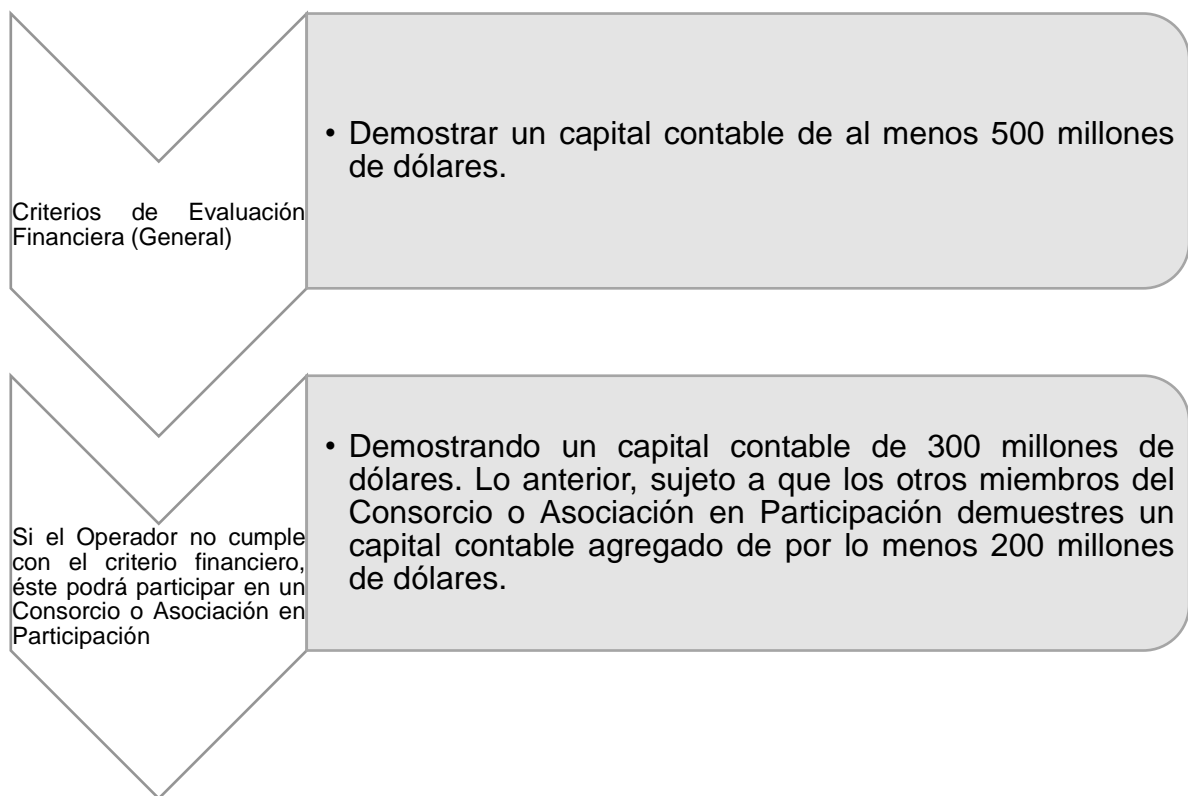 Criterios de Evaluación
Financiera (General)
• Demostrar un capital contable de al menos 500 millones
de dólares.
Si el Operador no cumple
con el criterio financiero,
éste podrá participar en un
Consorcio o Asociación en
Participación
• Demostrando un capital contable de 300 millones de
dólares. Lo anterior, sujeto a que los otros miembros del
Consorcio o Asociación en Participación demuestres un
capital contable agregado de por lo menos 200 millones
de dólares.